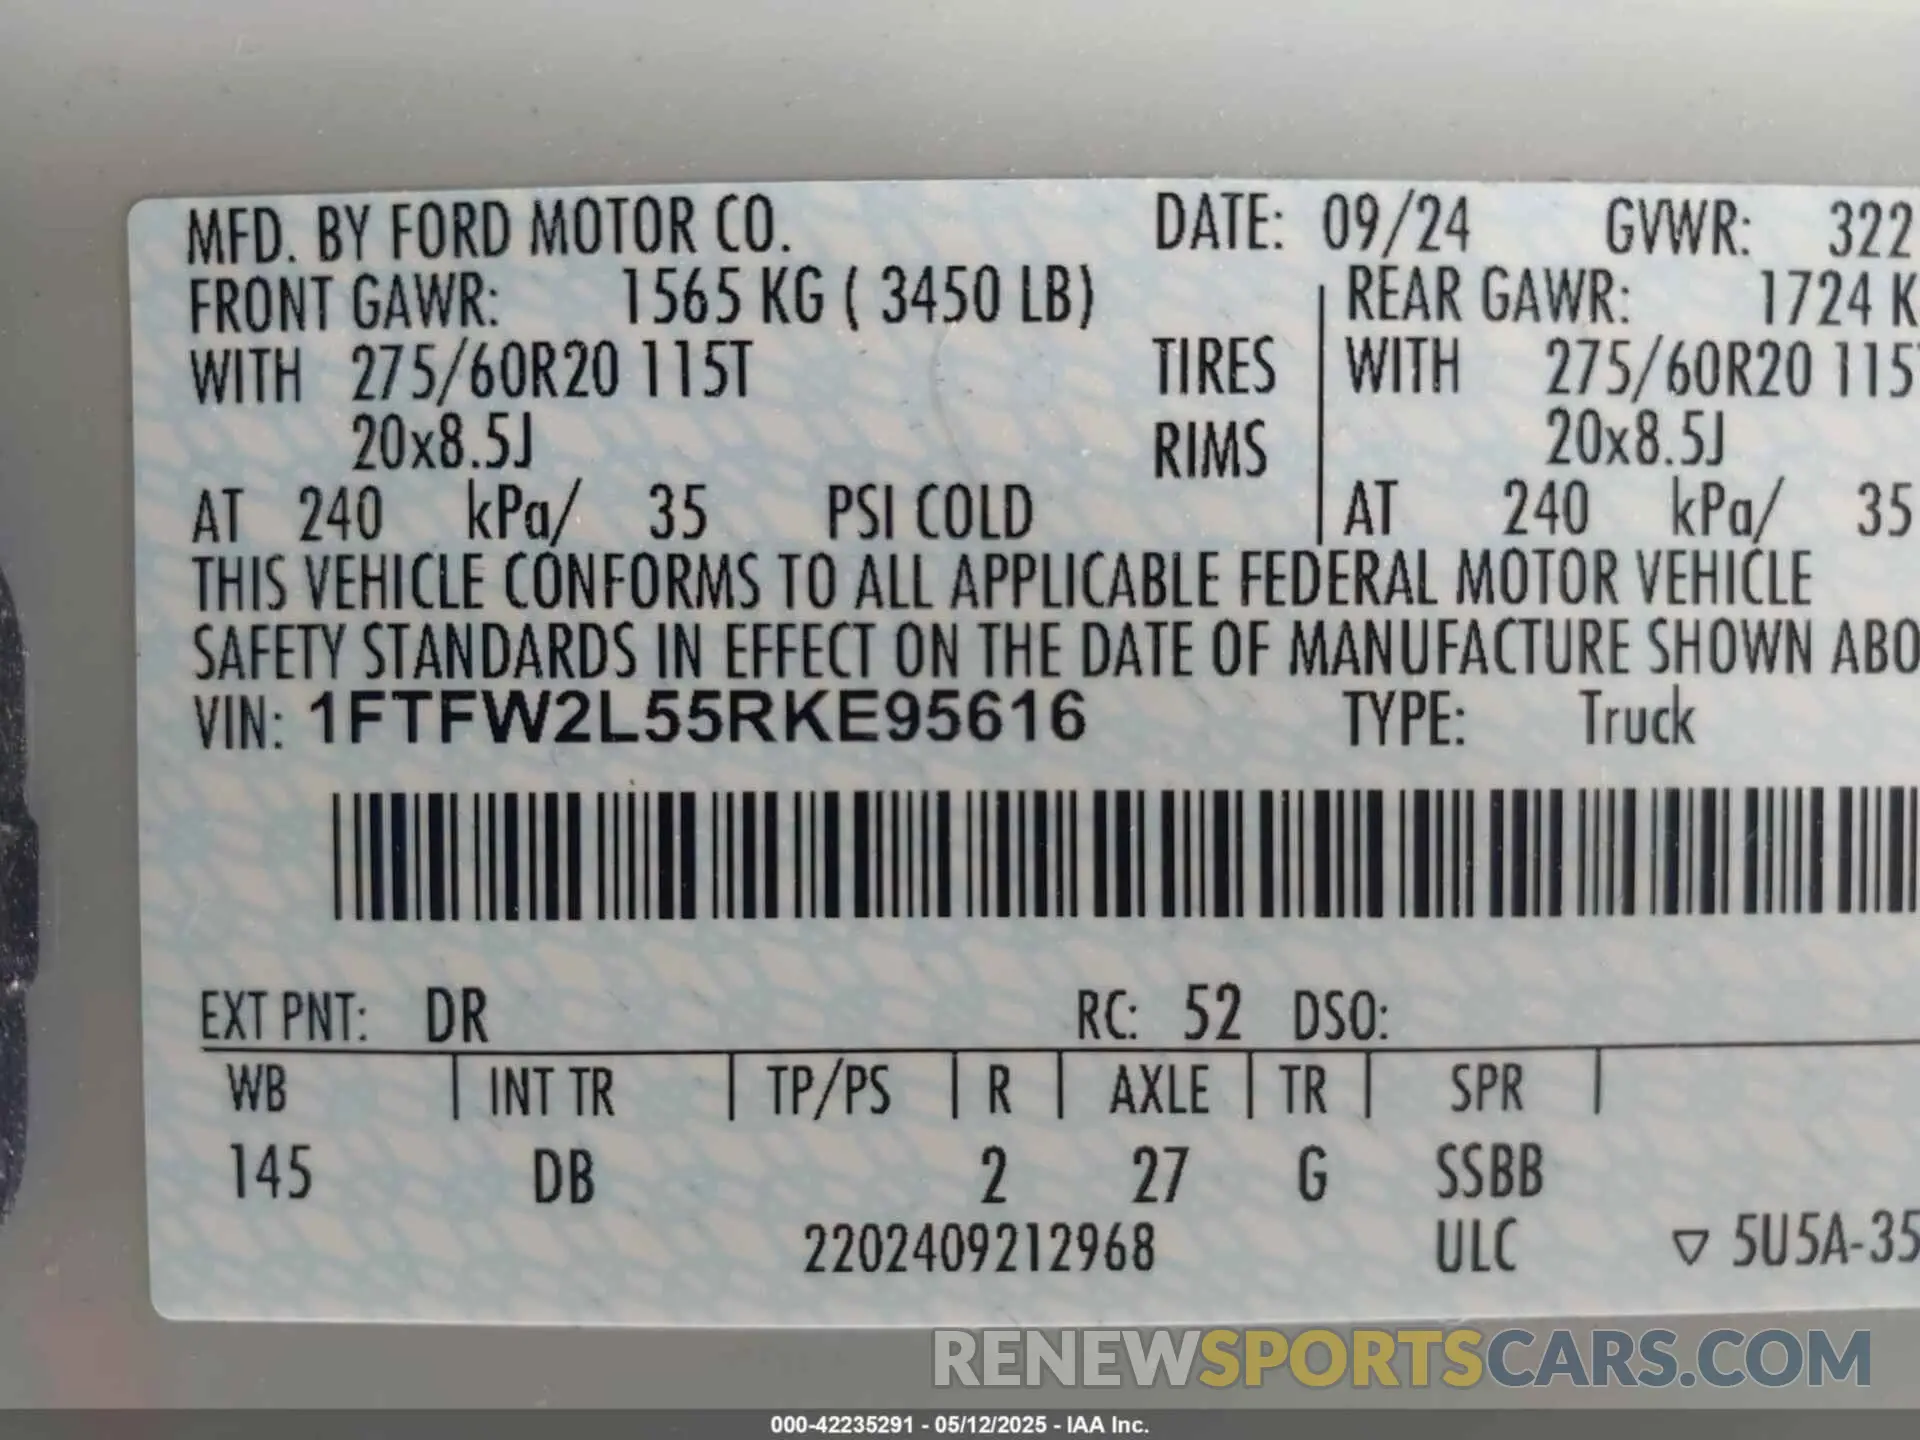 MFD. BY FORD MOTOR CO. DATE: 09/24 GVWR: 322
FRONT GAWR: 1565 KG ( 3450 LB) REAR GAWR: 1724 K
WITH 275/60R20 115T TIRES WITH 275/60R20 115T
20x8.5J RIMS 20x8.5J
AT 240 kPa/ 35 PSI COLD AT 240 kPa/ 35
THIS VEHICLE CONFORMS TO ALL APPLICABLE FEDERAL MOTOR VEHICLE
SAFETY STANDARDS IN EFFECT ON THE DATE OF MANUFACTURE SHOWN ABO
VIN: 1FTFW2L55RKE95616 TYPE: Truck
EXT PNT: DR RC: 52 DSO:
WB | INT TR | TP/PS | R | AXLE | TR | SPR |
145 DB 2 27 G SSBB
2202409212968 ULC ▽ 5U5A-35
RENEWSPORTSCARS.COM
000-42235291 - 05/12/2025 - IAA Inc.